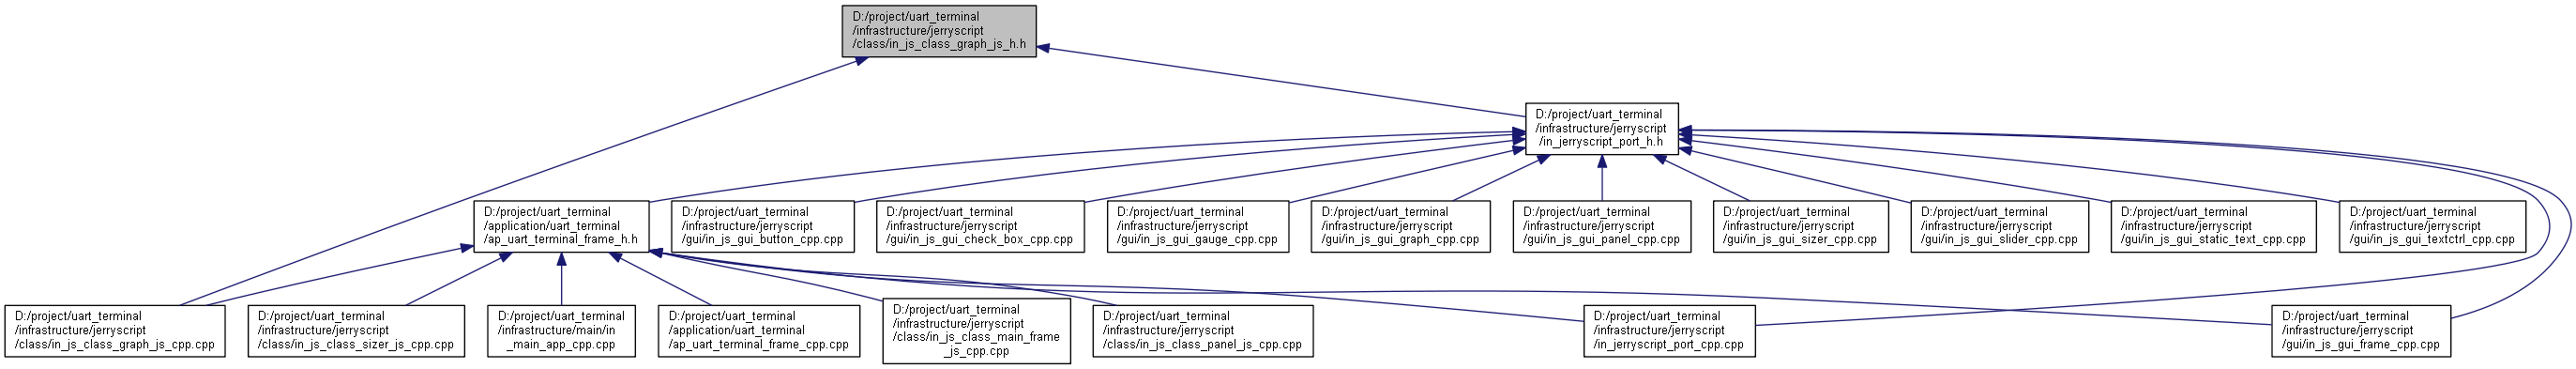 D:/project/uart_terminal
/infrastructure/jerryscript
/class/in_js_class_graph_js_h.h
D:/project/uart_terminal
/infrastructure/jerryscript
/in_jerryscript_port_h.h
D:/project/uart_terminal
/application/uart_terminal
/ap_uart_terminal_frame_h.h
D:/project/uart_terminal
/infrastructure/jerryscript
/gui/in_js_gui_button_cpp.cpp
D:/project/uart_terminal
/infrastructure/jerryscript
/gui/in_js_gui_check_box_cpp.cpp
D:/project/uart_terminal
/infrastructure/jerryscript
/gui/in_js_gui_gauge_cpp.cpp
D:/project/uart_terminal
/infrastructure/jerryscript
/gui/in_js_gui_graph_cpp.cpp
D:/project/uart_terminal
/infrastructure/jerryscript
/gui/in_js_gui_panel_cpp.cpp
D:/project/uart_terminal
/infrastructure/jerryscript
/gui/in_js_gui_sizer_cpp.cpp
D:/project/uart_terminal
/infrastructure/jerryscript
/gui/in_js_gui_slider_cpp.cpp
D:/project/uart_terminal
/infrastructure/jerryscript
/gui/in_js_gui_static_text_cpp.cpp
D:/project/uart_terminal
/infrastructure/jerryscript
/gui/in_js_gui_textctrl_cpp.cpp
D:/project/uart_terminal
/infrastructure/jerryscript
/class/in_js_class_graph_js_cpp.cpp
D:/project/uart_terminal
/infrastructure/jerryscript
/class/in_js_class_sizer_js_cpp.cpp
D:/project/uart_terminal
/infrastructure/main/in
_main_app_cpp.cpp
D:/project/uart_terminal
/application/uart_terminal
/ap_uart_terminal_frame_cpp.cpp
D:/project/uart_terminal
/infrastructure/jerryscript
/class/in_js_class_main_frame
_js_cpp.cpp
D:/project/uart_terminal
/infrastructure/jerryscript
/class/in_js_class_panel_js_cpp.cpp
D:/project/uart_terminal
/infrastructure/jerryscript
/in_jerryscript_port_cpp.cpp
D:/project/uart_terminal
/infrastructure/jerryscript
/gui/in_js_gui_frame_cpp.cpp